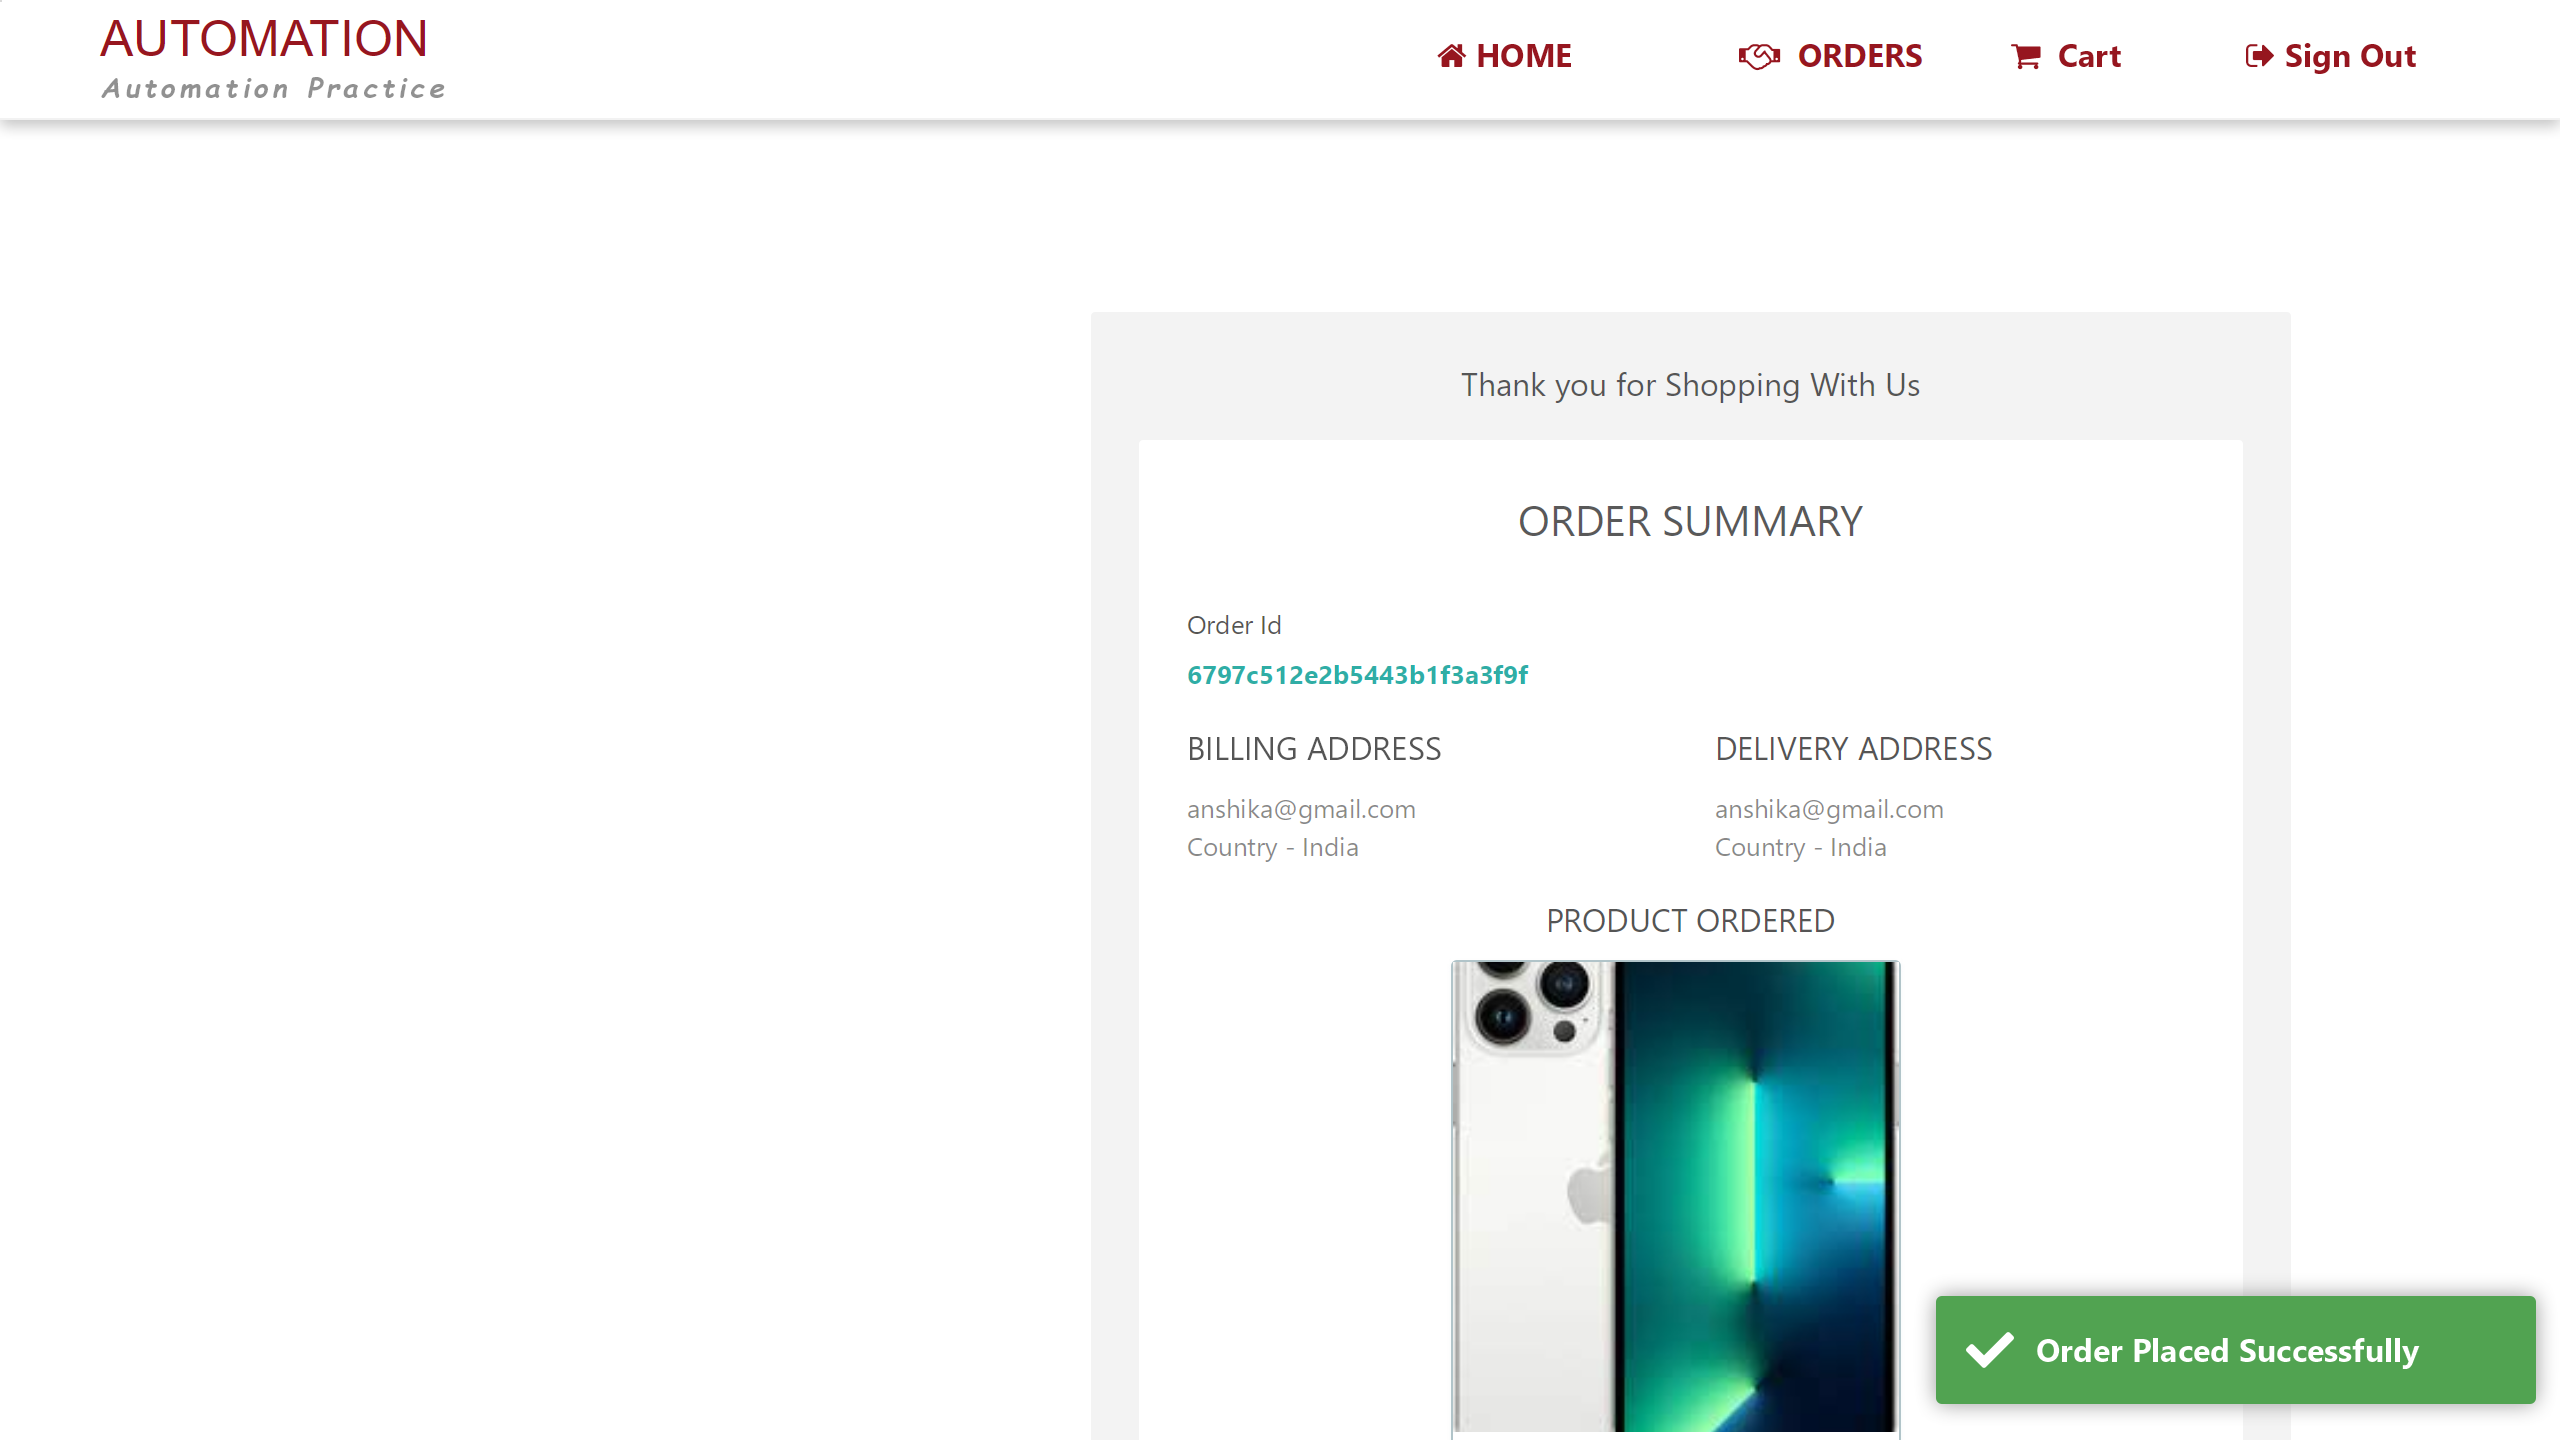 AUTOMATION
Automation Practice
HOME
ORDERS
Cart
Sign Out
Thank you for Shopping With Us
ORDER SUMMARY
Order Id
6797c512e2b5443b1f3a3f9f
BILLING ADDRESS
DELIVERY ADDRESS
anshika@gmail.com
Country - India
anshika@gmail.com
Country - India
PRODUCT ORDERED
Order Placed Successfully